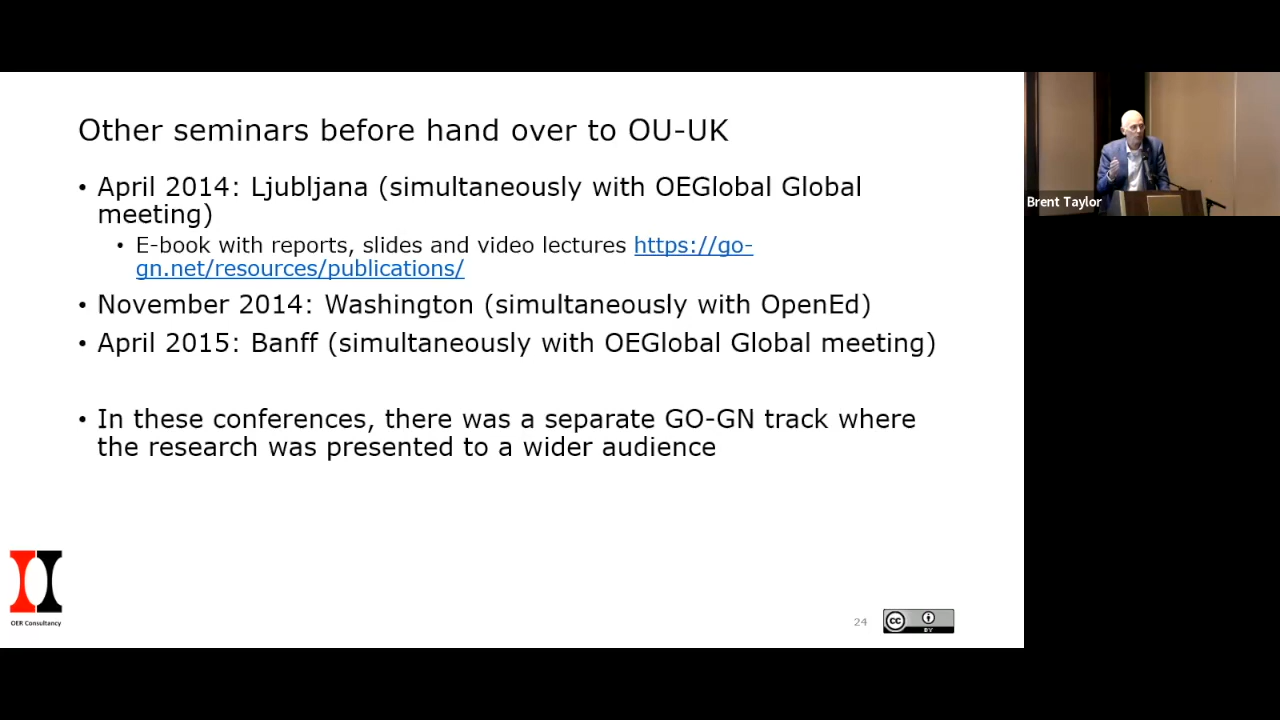 Other seminars before hand over to OU-UK
• April 2014: Ljubljana (simultaneously with OEGlobal Global
meeting)
• E-book with reports, slides and video lectures https://go-
gn.net/resources/publications/
• November 2014: Washington (simultaneously with OpenEd)
• April 2015: Banff (simultaneously with OEGlobal Global meeting)
• In these conferences, there was a separate GO-GN track where
the research was presented to a wider audience
OER Consultancy
24
CC
BY
Brent Taylor